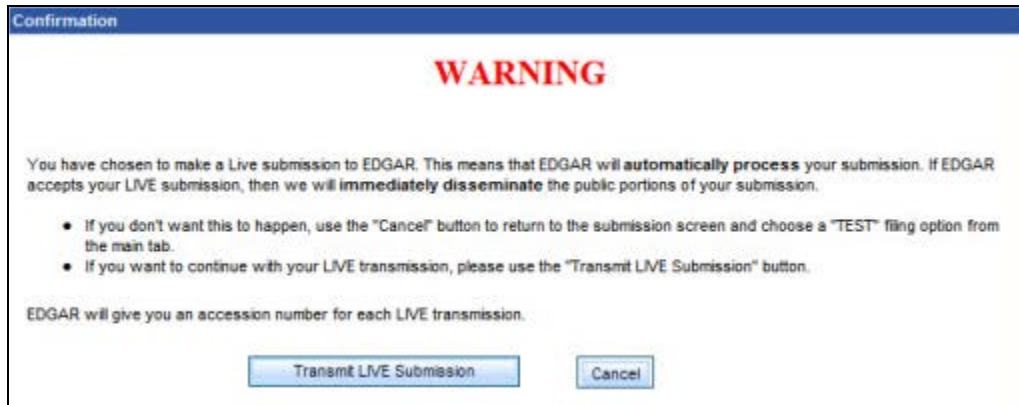 Confirmation
WARNING
You have chosen to make a Live submission to EDGAR. This means that EDGAR will automatically process your submission. If EDGAR
accepts your LIVE submission, then we will immediately disseminate the public portions of your submission.
● If you don't want this to happen, use the "Cancel" button to return to the submission screen and choose a "TEST" filing option from
the main tab.
● If you want to continue with your LIVE transmission, please use the "Transmit LIVE Submission" button.
EDGAR will give you an accession number for each LIVE transmission.
Transmit LIVE Submission Cancel